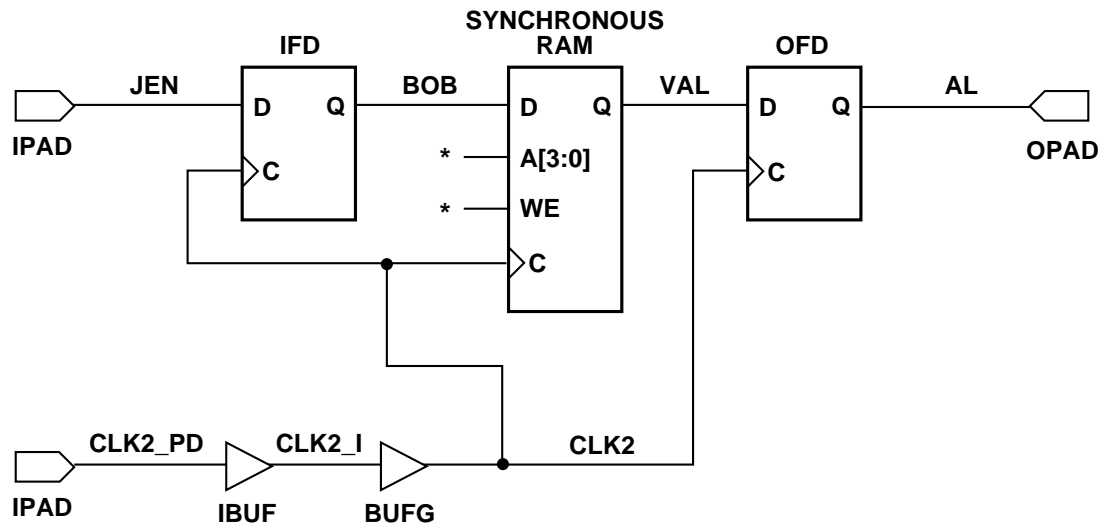 SYNCHRONOUS
IFD RAM OFD
JEN BOB VAL AL
D Q D Q D Q
IPAD OPAD
* A[3:0]
C C
* WE
C
CLK2_PD CLK2_I CLK2
IPAD IBUF BUFG